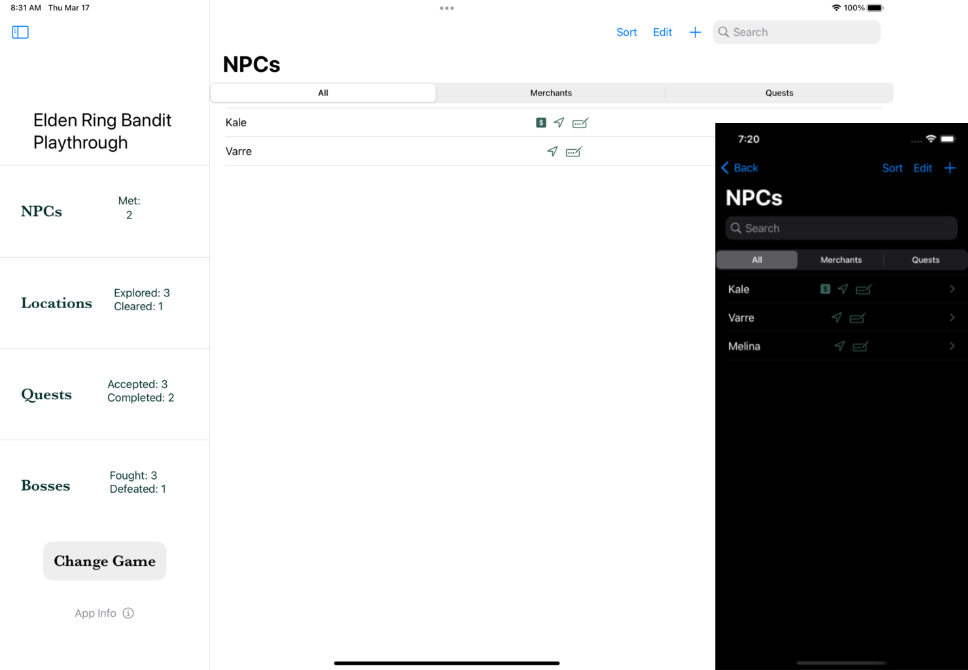 8:31 AM Thu Mar 17
100%
Sort Edit + Search
NPCs
All Merchants Quests
Elden Ring Bandit
Playthrough
NPCs
Met:
2
Locations
Explored: 3
Cleared: 1
Quests
Accepted: 3
Completed: 2
Bosses
Fought: 3
Defeated: 1
Change Game
App Info
Kale
$
Varre
7:20
Back Sort Edit +
NPCs
Search
All Merchants Quests
Kale
$
Varre
Melina